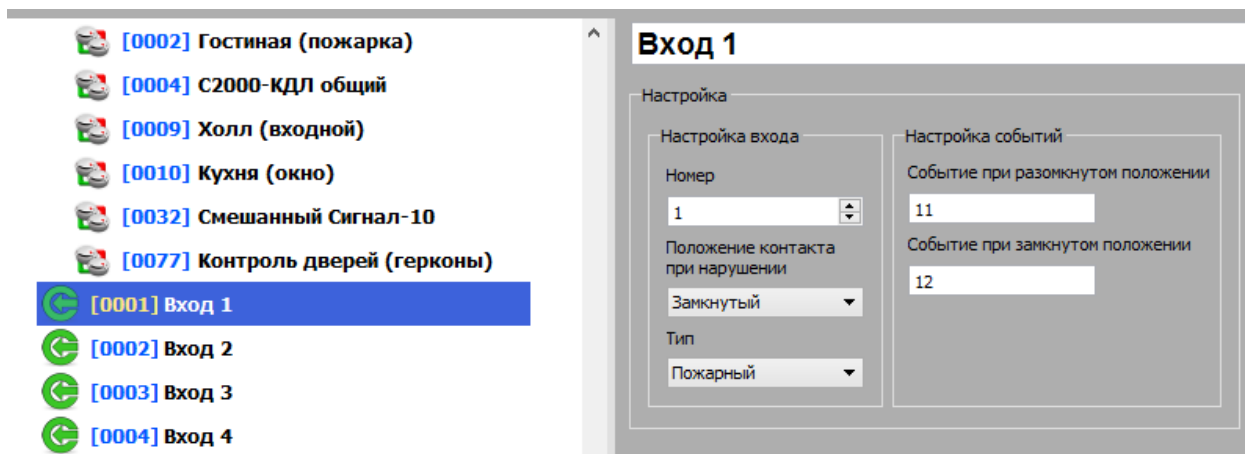 [0002] Гостиная (пожарка)
[0004] С2000-КДЛ общий
[0009] Холл (входной)
[0010] Кухня (окно)
[0032] Смешанный Сигнал-10
[0077] Контроль дверей (герконы)
[0001] Вход 1
[0002] Вход 2
[0003] Вход 3
[0004] Вход 4
Вход 1
Настройка
Настройка входа
Номер
1
Положение контакта
при нарушении
Замкнутый
Тип
Пожарный
Настройка событий
Событие при разомкнутом положении
11
Событие при замкнутом положении
12